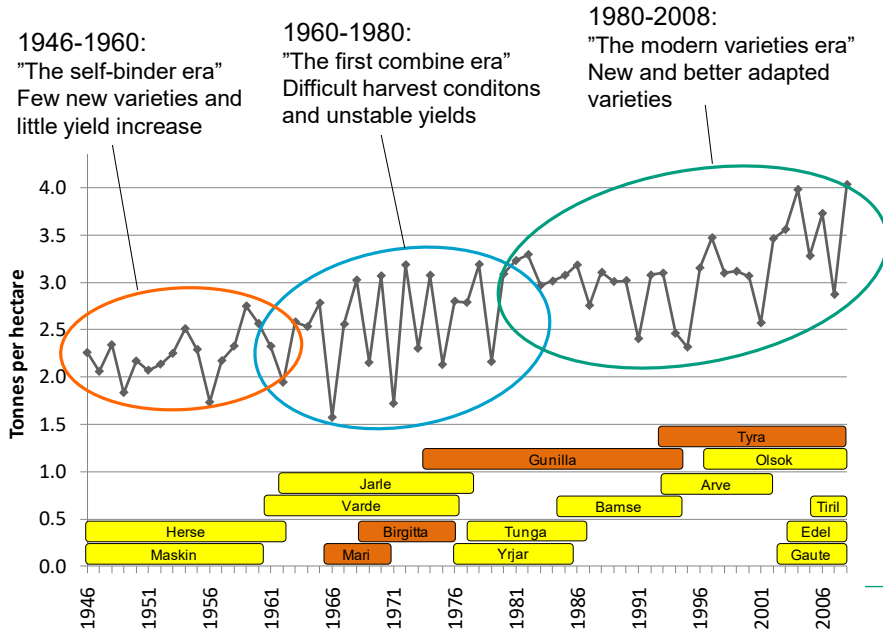 1946-1960:
”The self-binder era”
Few new varieties and
little yield increase
1960-1980:
”The first combine era”
Difficult harvest conditons
and unstable yields
1980-2008:
”The modern varieties era”
New and better adapted
varieties
Tonnes per hectare
4.0
3.5
3.0
2.5
2.0
1.5
1.0
0.5
0.0
Tyra
Gunilla
Olsok
Jarle
Arve
Varde
Bamse
Tiril
Herse
Birgitta
Tunga
Edel
Maskin
Mari
Yrjar
Gaute
1946
1951
1956
1961
1966
1971
1976
1981
1986
1991
1996
2001
2006